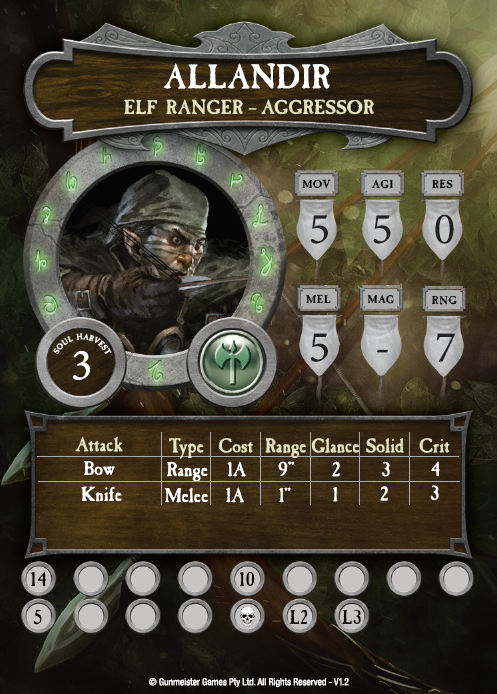 ALLANDIR
ELF RANGER – AGGRESSOR
MOV AGI RES
5 5 0
MEL MAG RNG
5 - 7
SOUL HARVEST
3
Attack Type Cost Range Glance Solid Crit
Bow Range 1A 9" 2 3 4
Knife Melee 1A 1" 1 2 3
14 10
5 L2 L3
© Gunmeister Games Pty Ltd. All Rights Reserved - V1.2